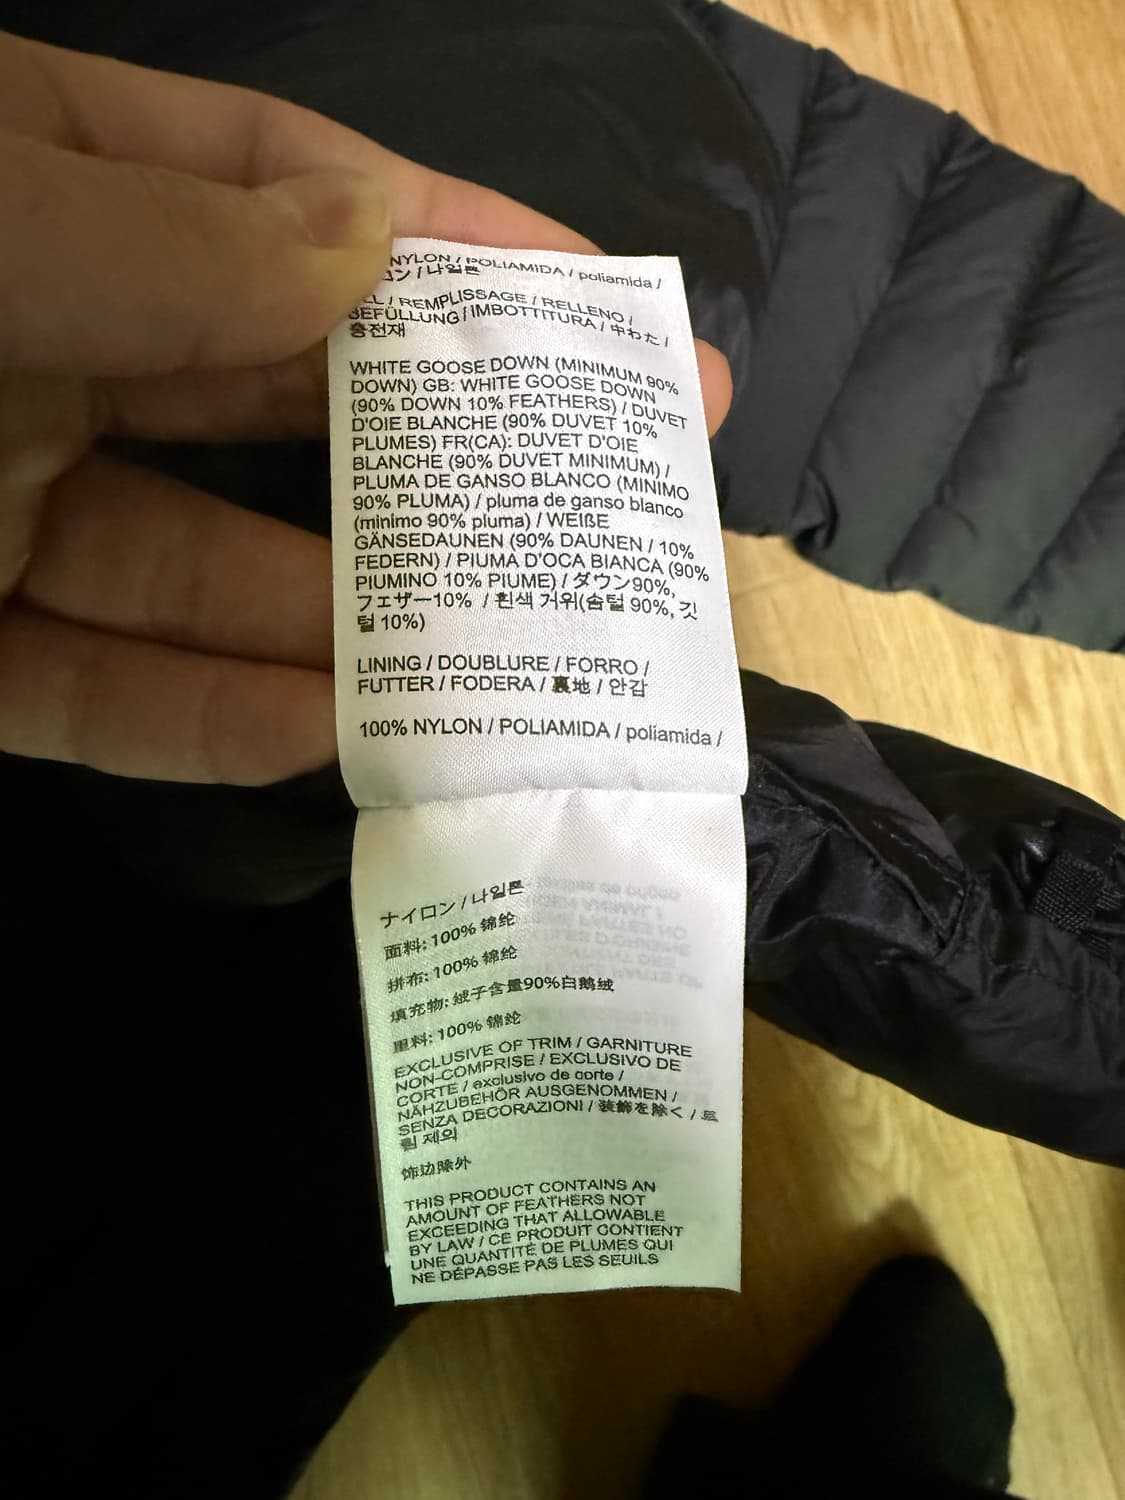 NYLON / POLIAMIDA / poliamida /
ン / 나일론
/ REMPLISSAGE / RELLENO /
GEFÜLLUNG / IMBOTTITURA / 中わた /
충전재
WHITE GOOSE DOWN (MINIMUM 90%
DOWN) GB: WHITE GOOSE DOWN
(90% DOWN 10% FEATHERS) / DUVET
D'OIE BLANCHE (90% DUVET 10%
PLUMES) FR(CA): DUVET D'OIE
BLANCHE (90% DUVET MINIMUM) /
PLUMA DE GANSO BLANCO (MINIMO
90% PLUMA) / pluma de ganso blanco
(minimo 90% pluma) / WEIßE
GÄNSEDAUNEN (90% DAUNEN / 10%
FEDERN) / PIUMA D'OCA BIANCA (90%
PIUMINO 10% PIUME) / ダウン90%,
フェザー10% / 흰색 거위(솜털 90%, 깃
털 10%)
LINING / DOUBLURE / FORRO /
FUTTER / FODERA / 裏地 / 안감
100% NYLON / POLIAMIDA / poliamida /
ナイロン / 나일론
面料: 100% 锦纶
拼布: 100% 锦纶
填充物: 绒子含量90%白鹅绒
里料: 100% 锦纶
EXCLUSIVE OF TRIM / GARNITURE
NON-COMPRISE / EXCLUSIVO DE
CORTE / exclusivo de corte /
NÄHZUBEHÖR AUSGENOMMEN /
SENZA DECORAZIONI / 装飾を除く / 트
림 제외
饰边除外
THIS PRODUCT CONTAINS AN
AMOUNT OF FEATHERS NOT
EXCEEDING THAT ALLOWABLE
BY LAW / CE PRODUIT CONTIENT
UNE QUANTITÉ DE PLUMES QUI
NE DÉPASSE PAS LES SEUILS